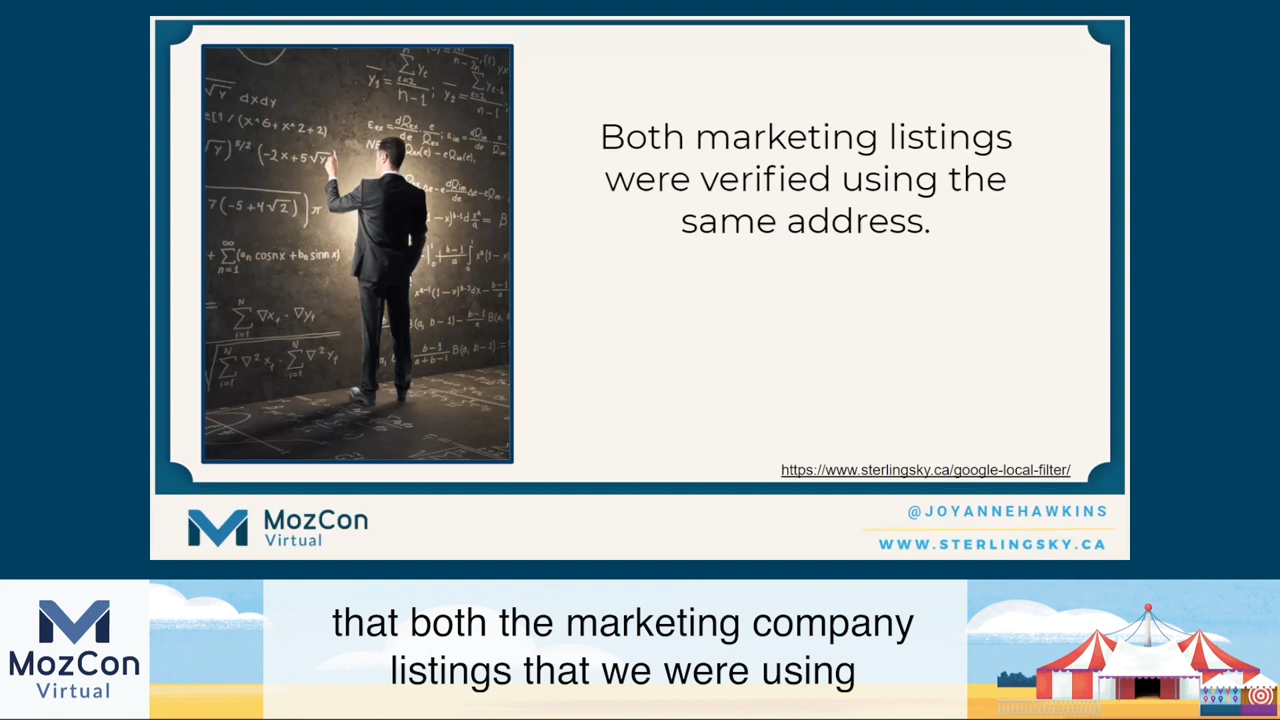 Both marketing listings
were verified using the
same address.
https://www.sterlingsky.ca/google-local-filter/
MozCon
Virtual
@JOYANNEHAWKINS
WWW.STERLINGSKY.CA
MozCon
Virtual
that both the marketing company
listings that we were using